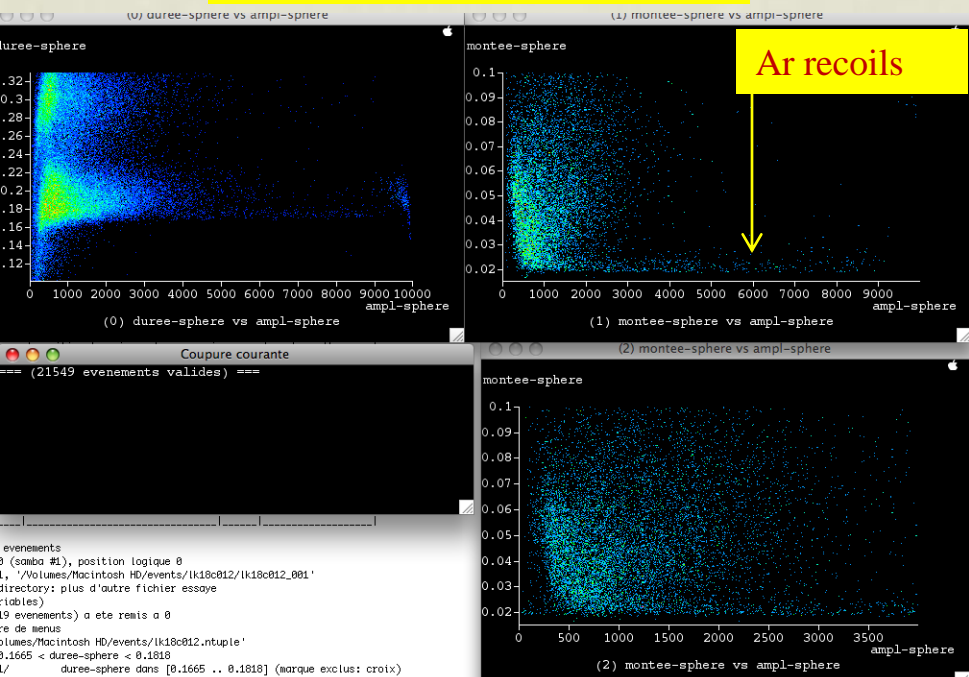 (0) duree-sphere vs ampl-sphere
duree-sphere
.32
0.3
.28
.26
.24
.22
0.2
.18
.16
.14
.12
0 1000 2000 3000 4000 5000 6000 7000 8000 9000 10000
ampl-sphere
(0) duree-sphere vs ampl-sphere
(1) montee-sphere vs ampl-sphere
montee-sphere
Ar recoils
0.1
0.09
0.08
0.07
0.06
0.05
0.04
0.03
0.02
0 1000 2000 3000 4000 5000 6000 7000 8000 9000
ampl-sphere
(1) montee-sphere vs ampl-sphere
Coupure courante
=== (21549 evenements valides) ===
(2) montee-sphere vs ampl-sphere
montee-sphere
0.1
0.09
0.08
0.07
0.06
0.05
0.04
0.03
0.02
0 500 1000 1500 2000 2500 3000 3500
ampl-sphere
(2) montee-sphere vs ampl-sphere
evenements
0 (samba #1), position logique 0
1, '/Volumes/Macintosh HD/events/lk18c012/lk18c012_001'
directory: plus d'autre fichier essaye
riables)
19 evenements) a ete remis a 0
re de menus
olumes/Macintosh HD/events/lk18c012.ntuple'
0.1665 < duree-sphere < 0.1818
1/ duree-sphere dans [0.1665 .. 0.1818] (marque exclus: croix)